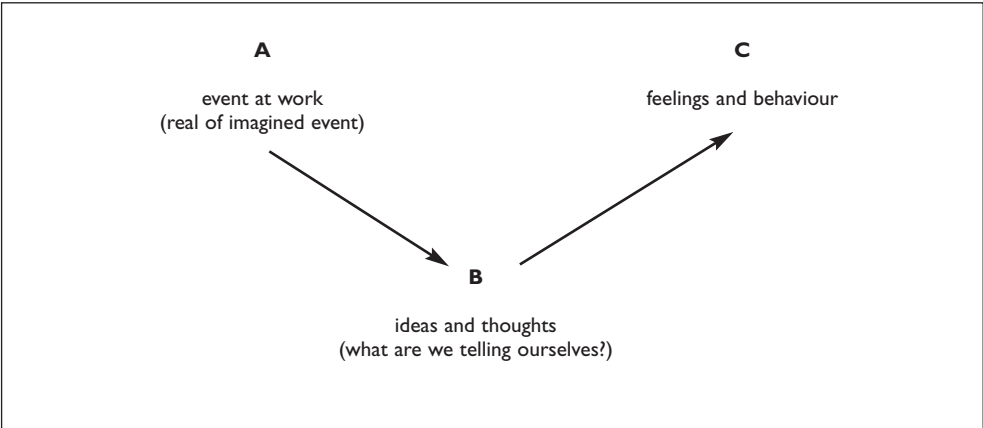 A
event at work
(real of imagined event)
C
feelings and behaviour
B
ideas and thoughts
(what are we telling ourselves?)